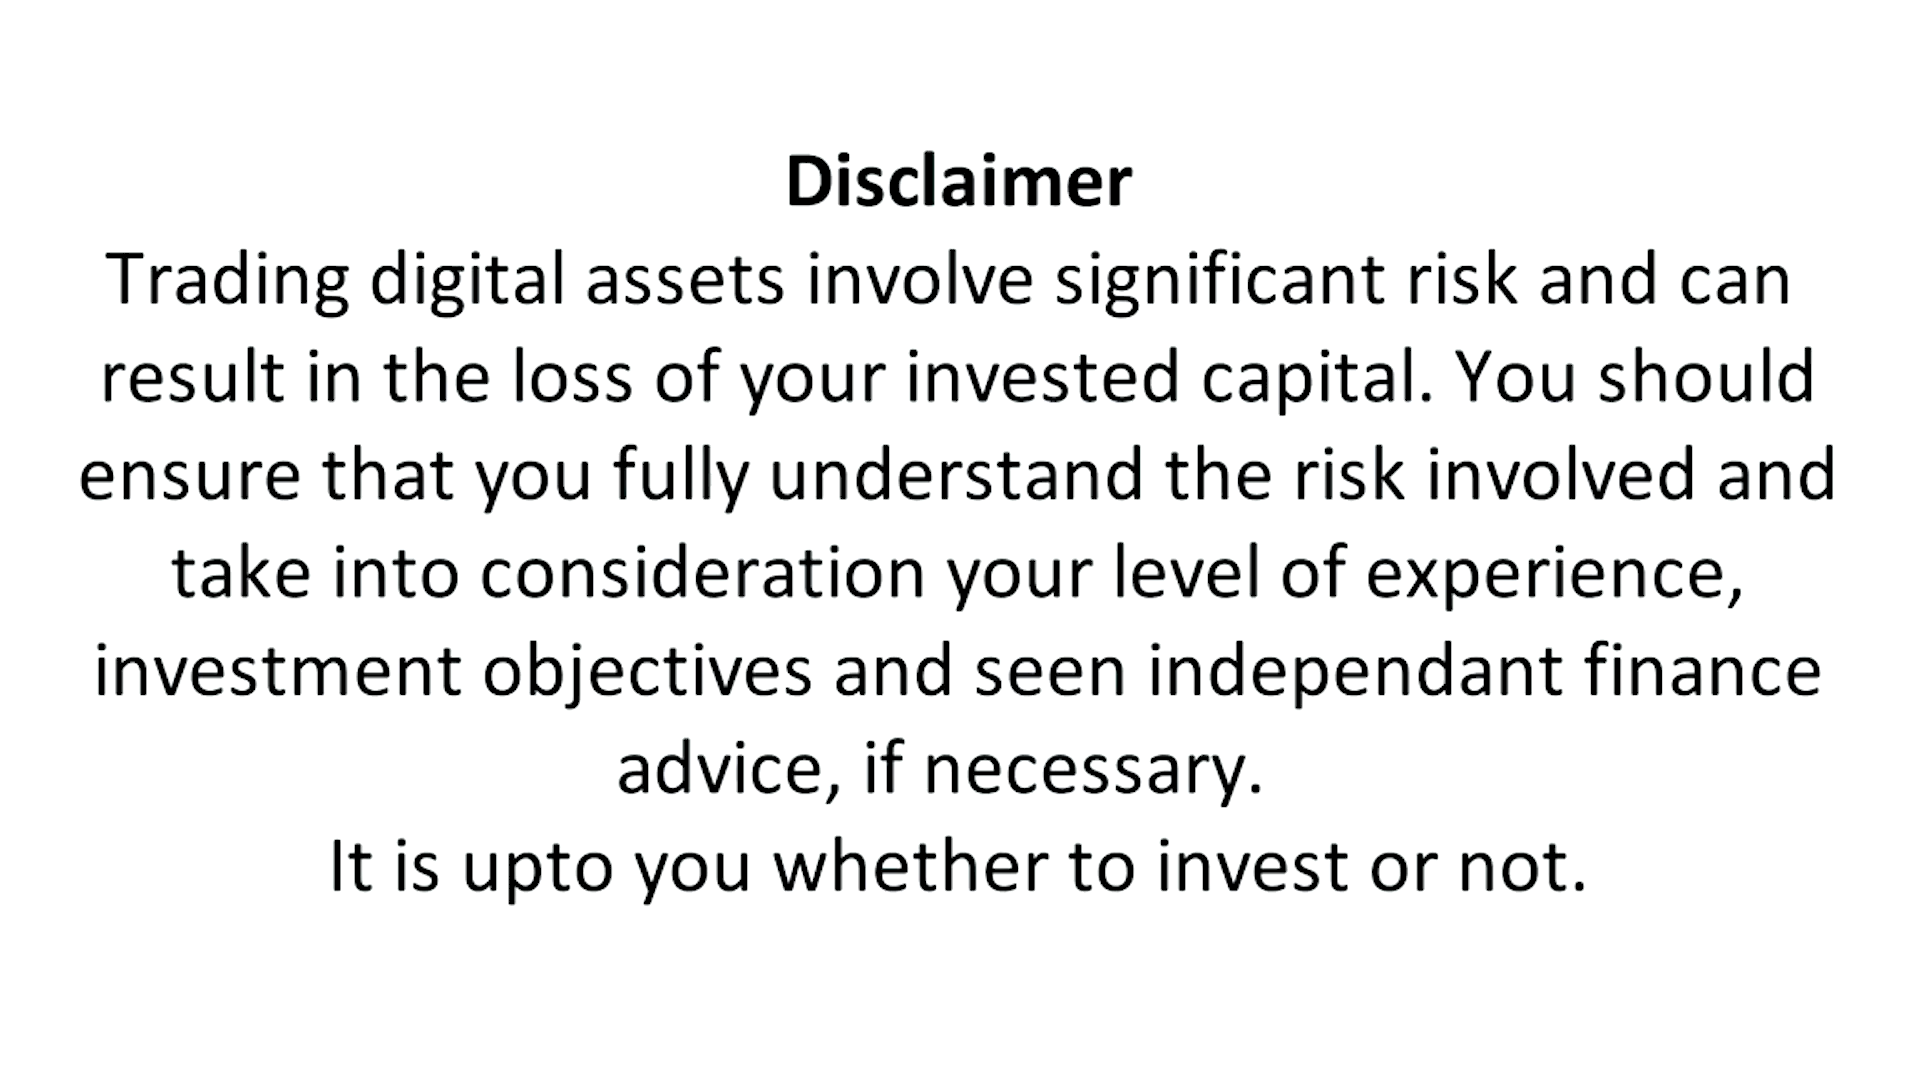 Disclaimer
Trading digital assets involve significant risk and can
result in the loss of your invested capital. You should
ensure that you fully understand the risk involved and
take into consideration your level of experience,
investment objectives and seen independant finance
advice, if necessary.
It is upto you whether to invest or not.